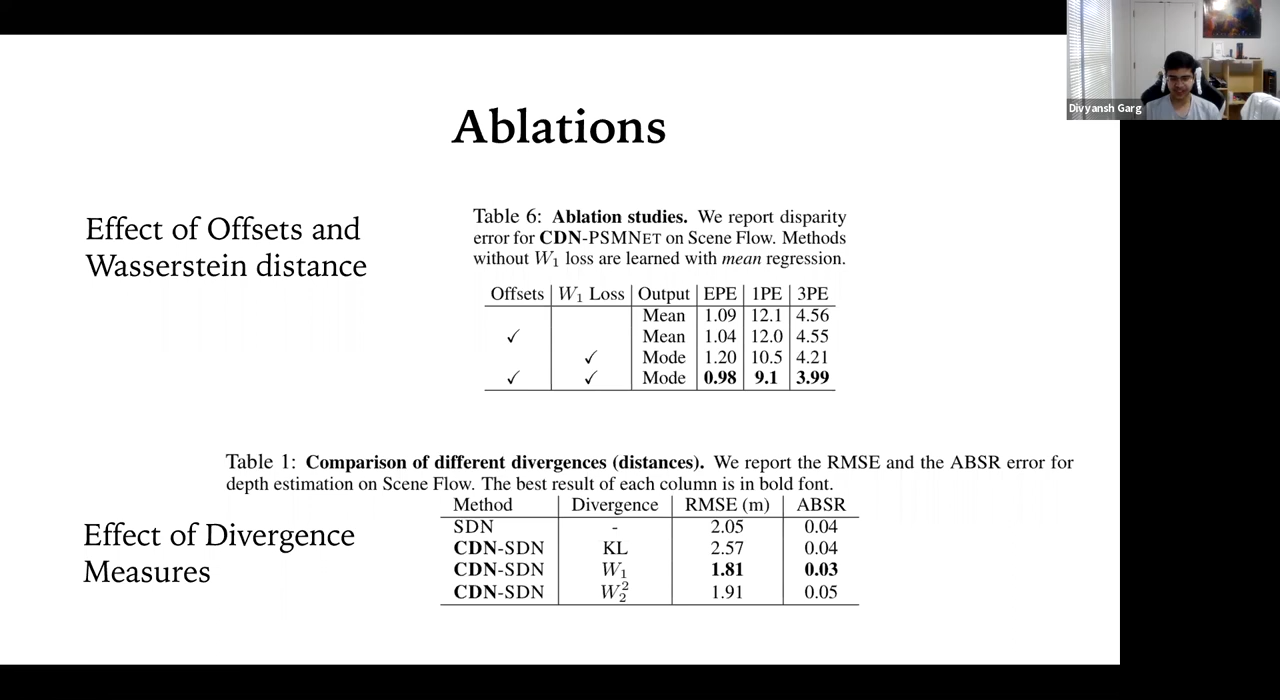 Divyansh Garg
Ablations
Effect of Offsets and
Wasserstein distance
Table 6: Ablation studies. We report disparity
error for CDN-PSMNET on Scene Flow. Methods
without W₁ loss are learned with mean regression.
Offsets W₁ Loss Output EPE 1PE 3PE
Mean 1.09 12.1 4.56
✓ Mean 1.04 12.0 4.55
✓ Mode 1.20 10.5 4.21
✓ ✓ Mode 0.98 9.1 3.99
Table 1: Comparison of different divergences (distances). We report the RMSE and the ABSR error for
depth estimation on Scene Flow. The best result of each column is in bold font.
Effect of Divergence
Measures
Method Divergence RMSE (m) ABSR
SDN - 2.05 0.04
CDN-SDN KL 2.57 0.04
CDN-SDN W₁ 1.81 0.03
CDN-SDN W₂² 1.91 0.05